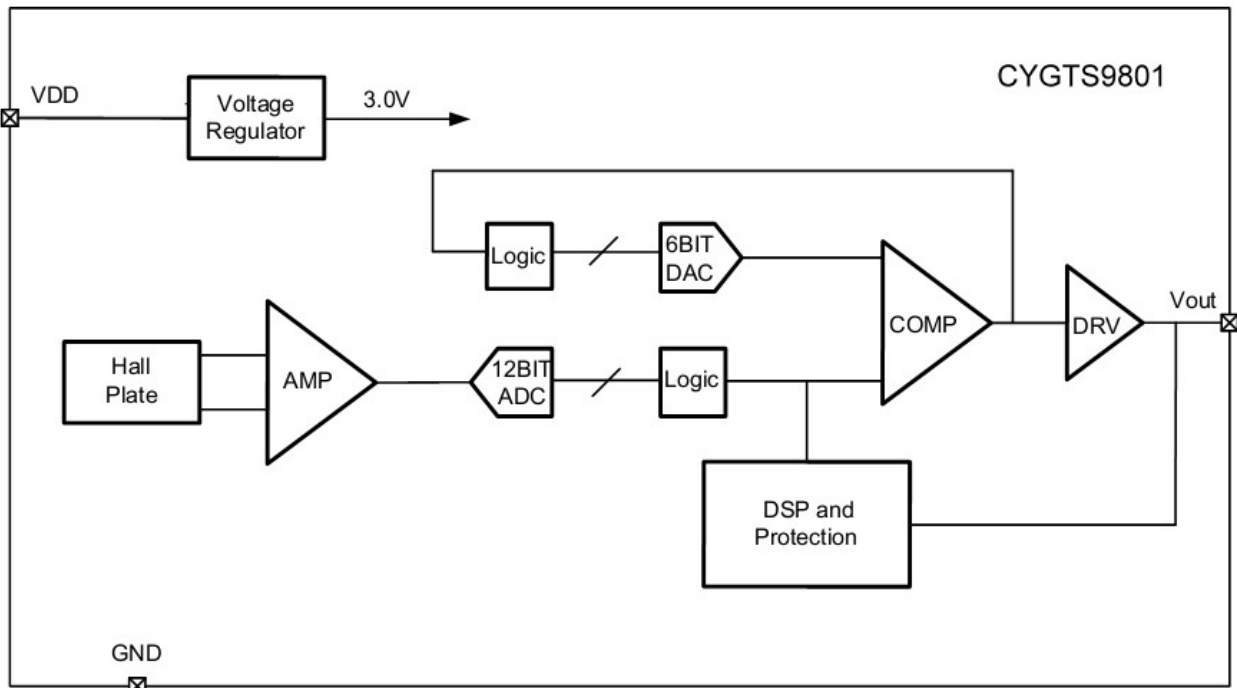 CYGTS9801
VDD
Voltage
Regulator
3.0V
Logic
6BIT
DAC
COMP
DRV
Vout
Hall
Plate
AMP
12BIT
ADC
Logic
DSP and
Protection
GND